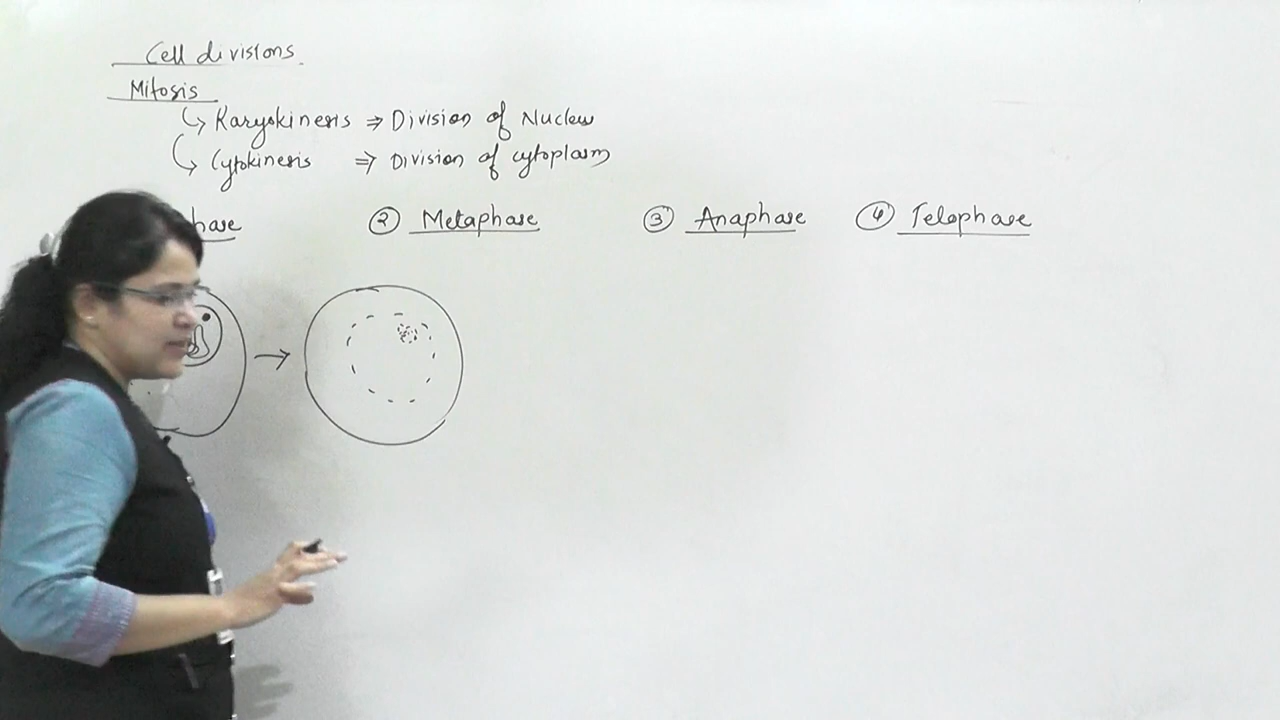 Cell divisions.
Mitosis
↳ Karyokinesis ⇒ Division of Nucleus
↳ Cytokinesis ⇒ Division of cytoplasm
hase ② Metaphase ③ Anaphase ④ Telophase